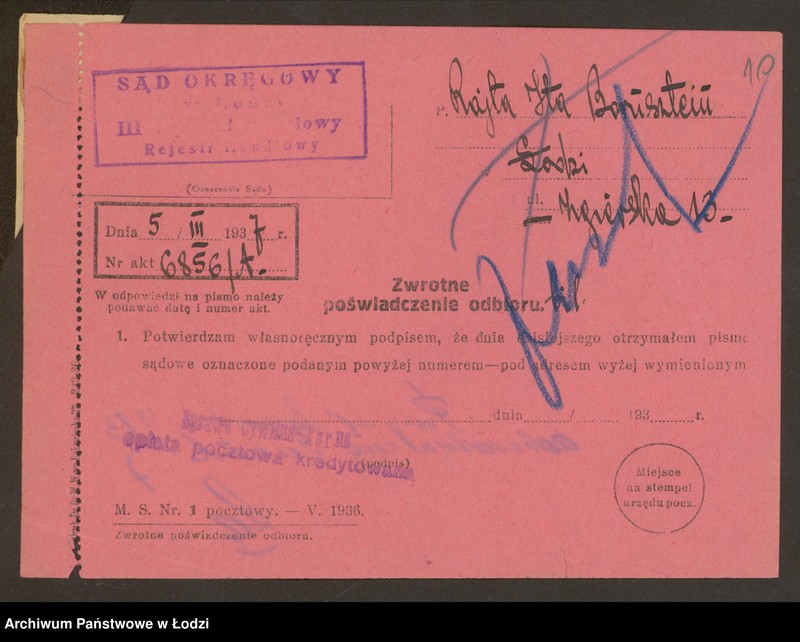 SĄD OKRĘGOWY
III
Rejestr Handlowy
(Oznaczenie Sądu)
10
P. Rajta Ita
ul. Zgierska 13.-
Dnia 5 / III 1937 r.
Nr akt 6856/A.
W odpowiedzi na pismo należy
podawać datę i numer akt.
Zwrotne
poświadczenie odbioru.
1. Potwierdzam własnoręcznym podpisem, że dnia dzisiejszego otrzymałem pismo
sądowe oznaczone podanym powyżej numerem—pod adresem wyżej wymienionym
dnia / 193 r.
opłata pocztowa kredytowana
(podpis)
Miejsce
na stempel
urzędu pocz.
M. S. Nr. 1 pocztowy. — V. 1936.
Zwrotne poświadczenie odbioru.
Archiwum Państwowe w Łodzi